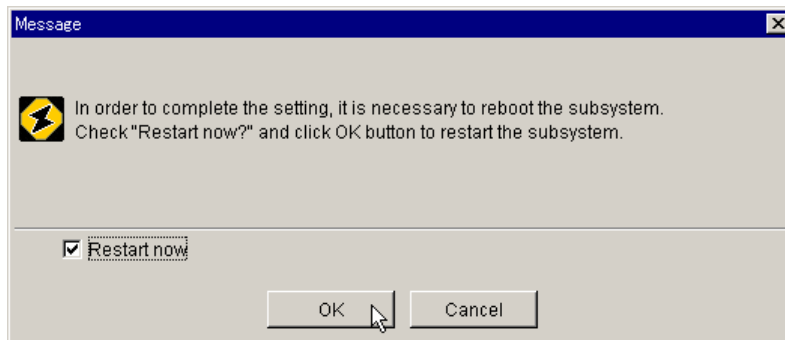 Message
In order to complete the setting, it is necessary to reboot the subsystem.
Check "Restart now?" and click OK button to restart the subsystem.
Restart now
OK
Cancel